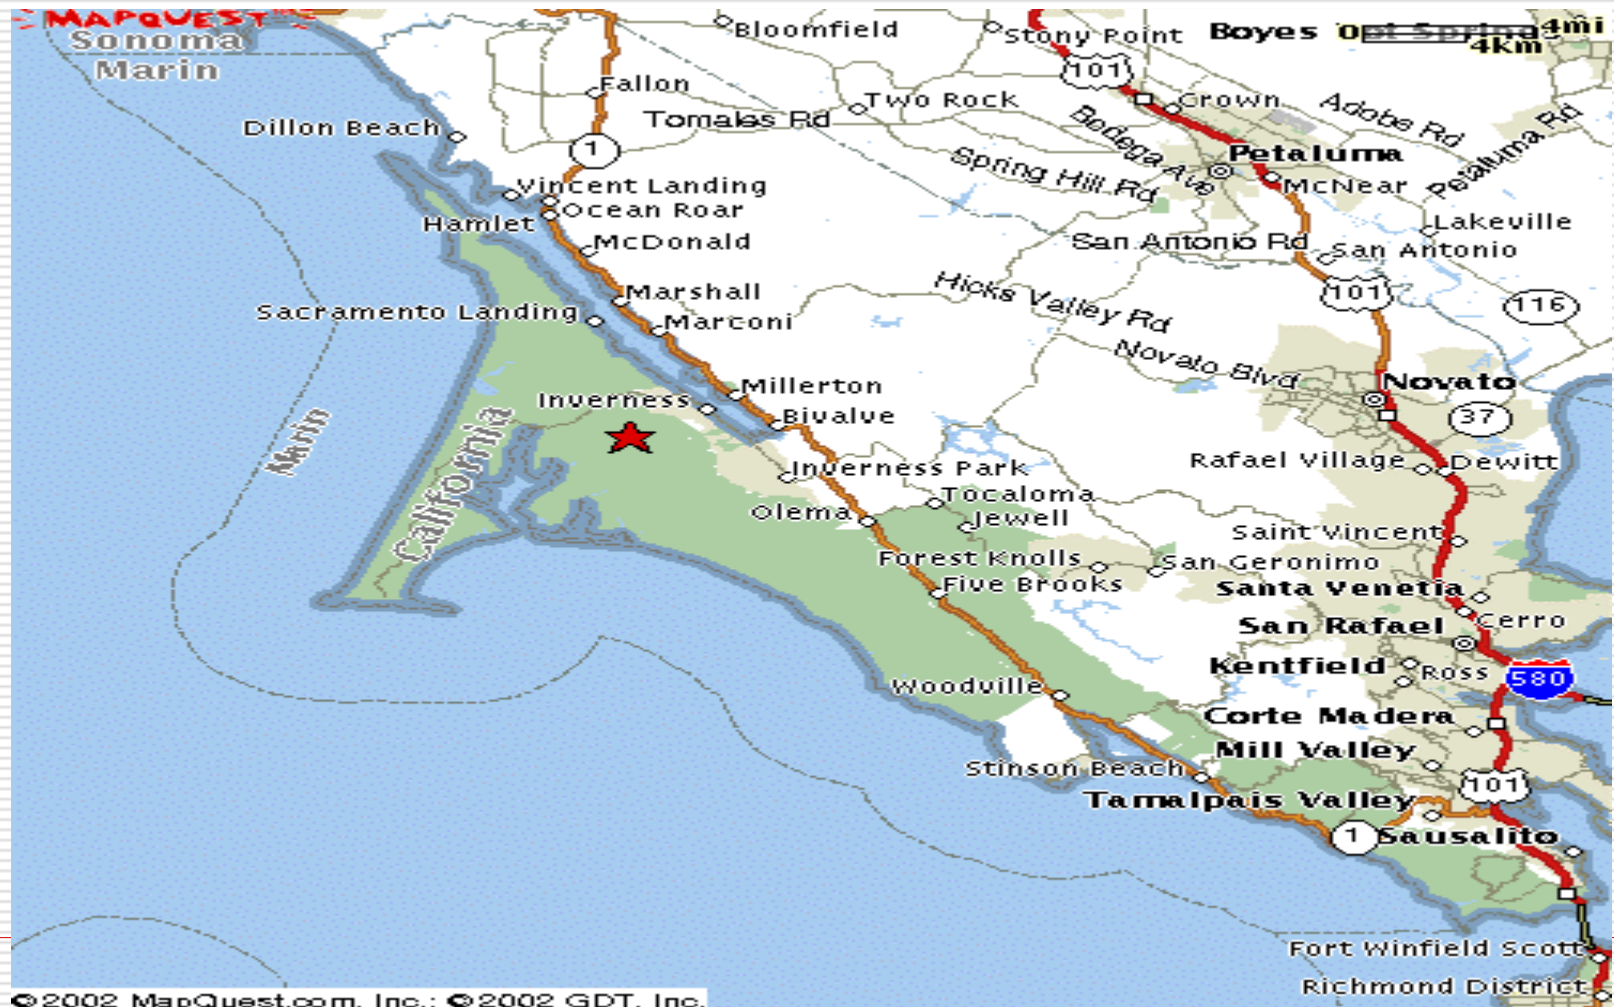 MAPQUEST
Sonoma
Marin
Bloomfield
Stony Point
Boyes
4mi
4km
101
Fallon
Two Rock
Crown
Adobe Rd
Tomales Rd
Dillon Beach
1
Bodega Ave
Petaluma
Petaluma Rd
Spring Hill Rd
McNear
Vincent Landing
Ocean Roar
Hamlet
Lakeville
McDonald
San Antonio Rd
San Antonio
Marshall
Hicks Valley Rd
101
116
Sacramento Landing
Marconi
Novato Blvd
Millerton
Novato
Inverness
Bivalve
37
Marin
California
Inverness Park
Rafael Village
Dewitt
Tocaloma
Olema
Jewell
Saint Vincent
Forest Knolls
San Geronimo
Five Brooks
Santa Venetia
San Rafael
Cerro
Kentfield
Ross
580
Woodville
Corte Madera
Mill Valley
Stinson Beach
101
Tamalpais Valley
1
Sausalito
Fort Winfield Scott
Richmond District
©2002 MapQuest.com, Inc.; ©2002 GDT, Inc.